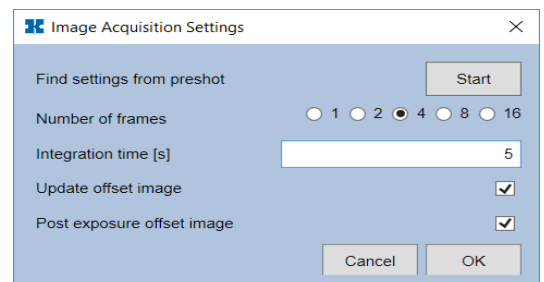 Image Acquisition Settings
Find settings from preshot Start
Number of frames 1 2 4 8 16
Integration time [s] 5
Update offset image
Post exposure offset image
Cancel OK